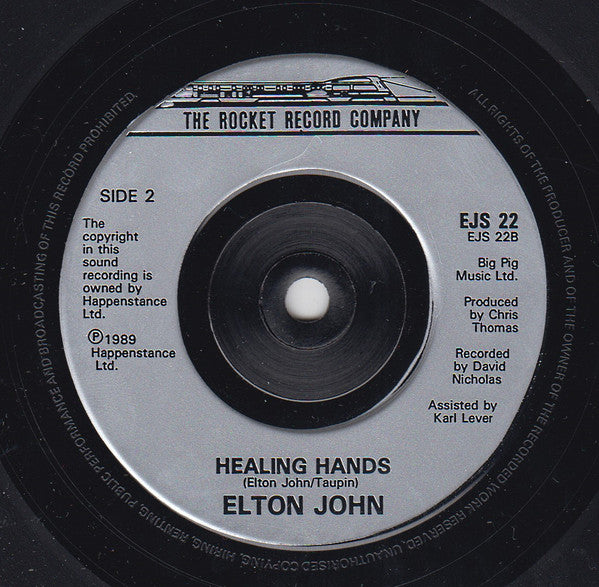 THE ROCKET RECORD COMPANY
SIDE 2
The
copyright
in this
sound
recording is
owned by
Happenstance
Ltd.
Ⓟ1989
Happenstance
Ltd.
EJS 22
EJS 22B
Big Pig
Music Ltd.
Produced
by Chris
Thomas
Recorded
by David
Nicholas
Assisted by
Karl Lever
HEALING HANDS
(Elton John/Taupin)
ELTON JOHN
ALL RIGHTS OF THE PRODUCER AND OF THE OWNER OF THE RECORDED WORK RESERVED. UNAUTHORISED COPYING, HIRING, RENTING, PUBLIC PERFORMANCE AND BROADCASTING OF THIS RECORD PROHIBITED.